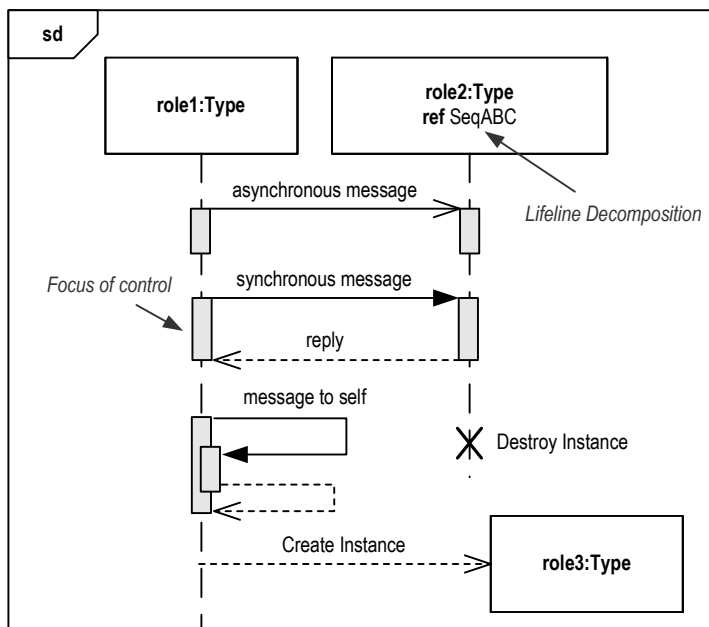 sd
role1:Type
role2:Type
ref SeqABC
asynchronous message
Lifeline Decomposition
Focus of control
synchronous message
reply
message to self
Destroy Instance
Create Instance
role3:Type